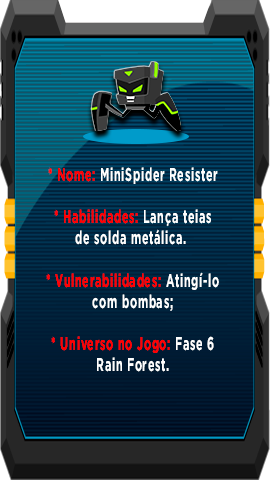 * Nome: MiniSpider Resister
* Habilidades: Lança teias
de solda metálica.
* Vulnerabilidades: Atingí-lo
com bombas;
* Universo no Jogo: Fase 6
Rain Forest.